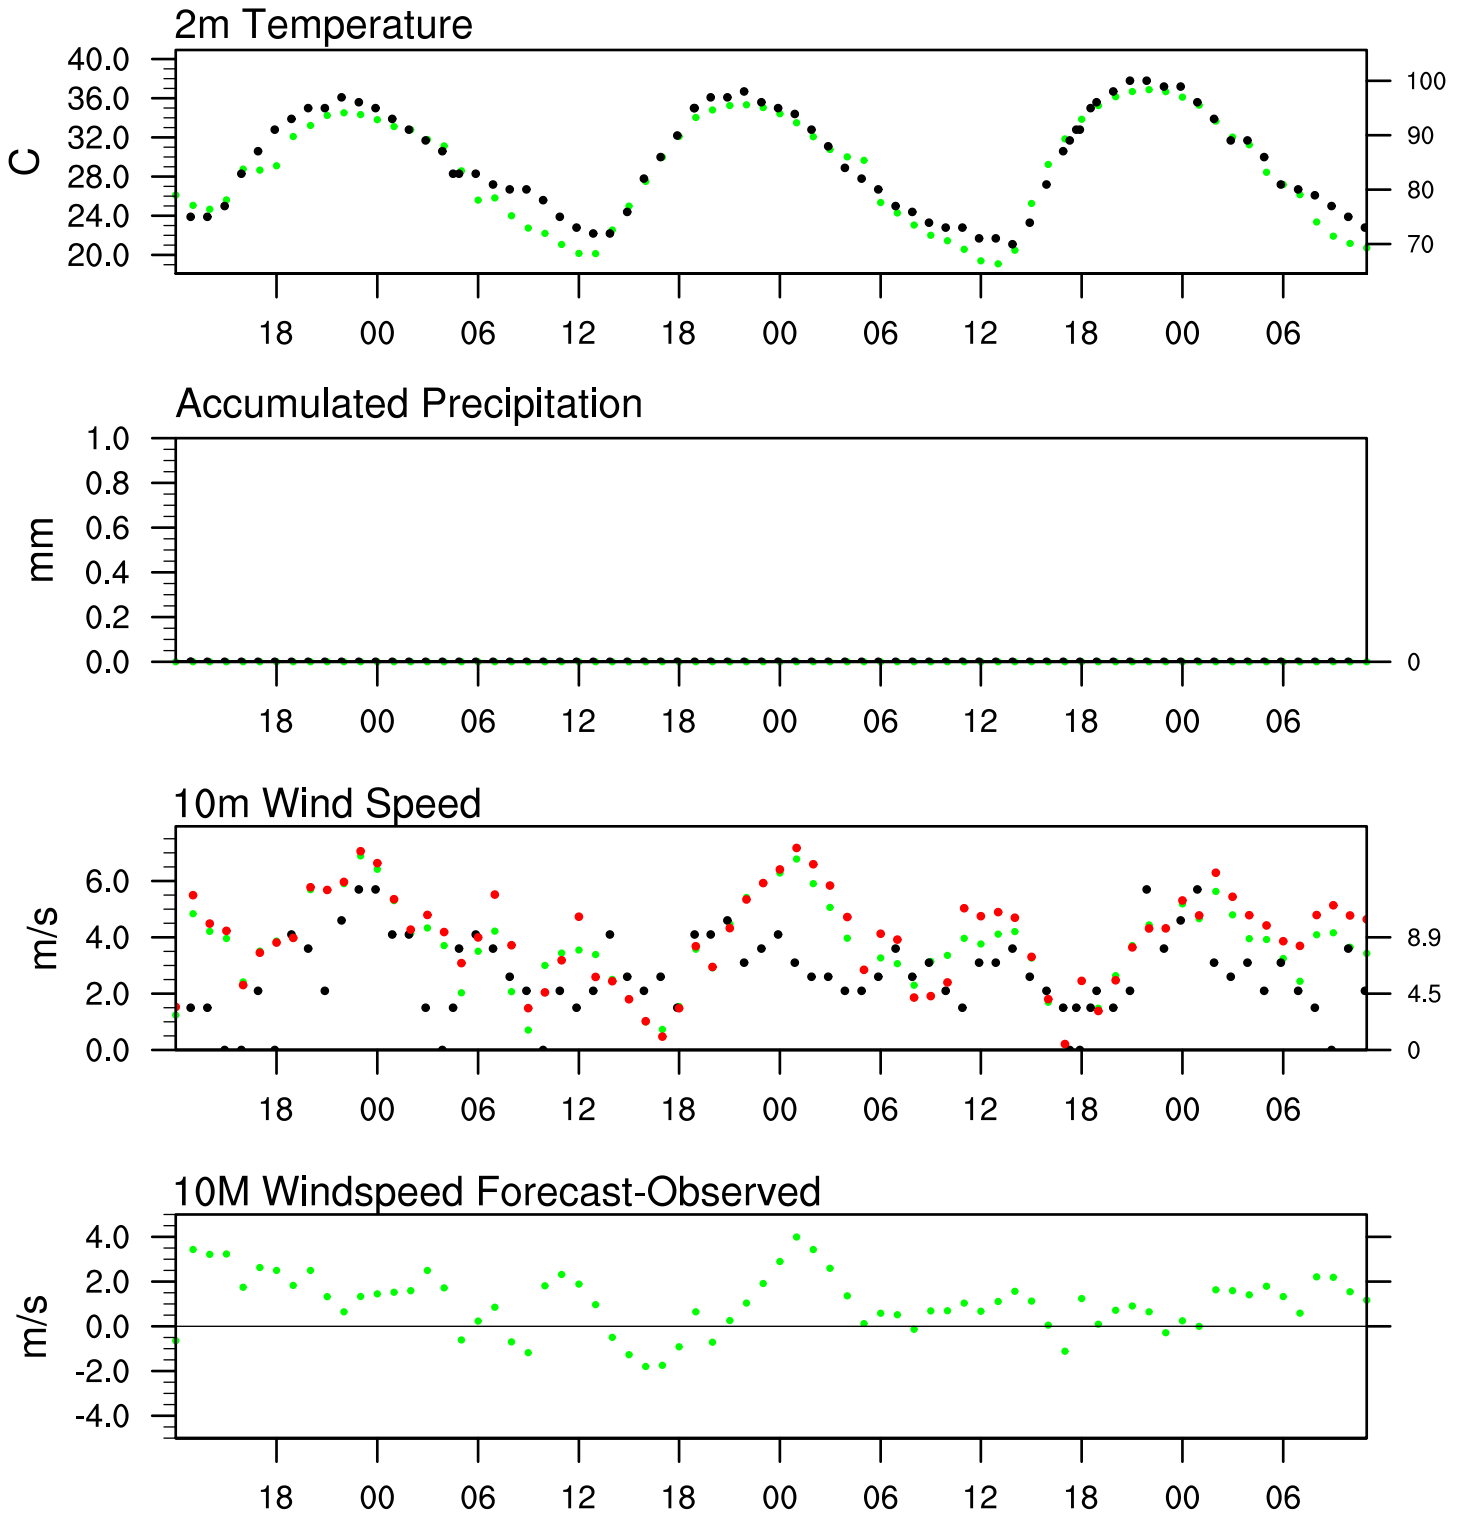 2m Temperature
C
40.0
36.0
32.0
28.0
24.0
20.0
100
90
80
70
18 00 06 12 18 00 06 12 18 00 06
Accumulated Precipitation
mm
1.0
0.8
0.6
0.4
0.2
0.0
0
18 00 06 12 18 00 06 12 18 00 06
10m Wind Speed
m/s
6.0
4.0
2.0
0.0
8.9
4.5
0
18 00 06 12 18 00 06 12 18 00 06
10M Windspeed Forecast-Observed
m/s
4.0
2.0
0.0
-2.0
-4.0
18 00 06 12 18 00 06 12 18 00 06